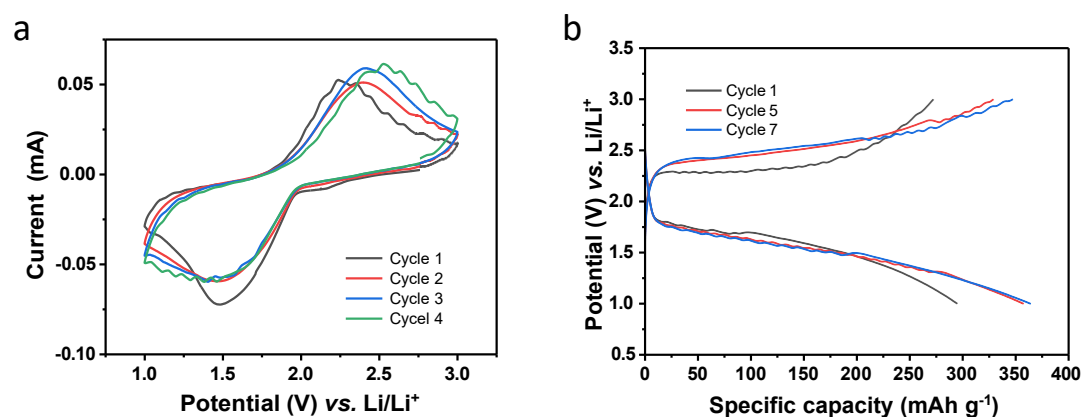 a
0.05
0.00
-0.05
-0.10
Current (mA)
Cycle 1
Cycle 2
Cycle 3
Cycel 4
1.0 1.5 2.0 2.5 3.0
Potential (V) vs. Li/Li+
b
3.5
3.0
2.5
2.0
1.5
1.0
0.5
Potential (V) vs. Li/Li+
Cycle 1
Cycle 5
Cycle 7
0 50 100 150 200 250 300 350 400
Specific capacity (mAh g-1)